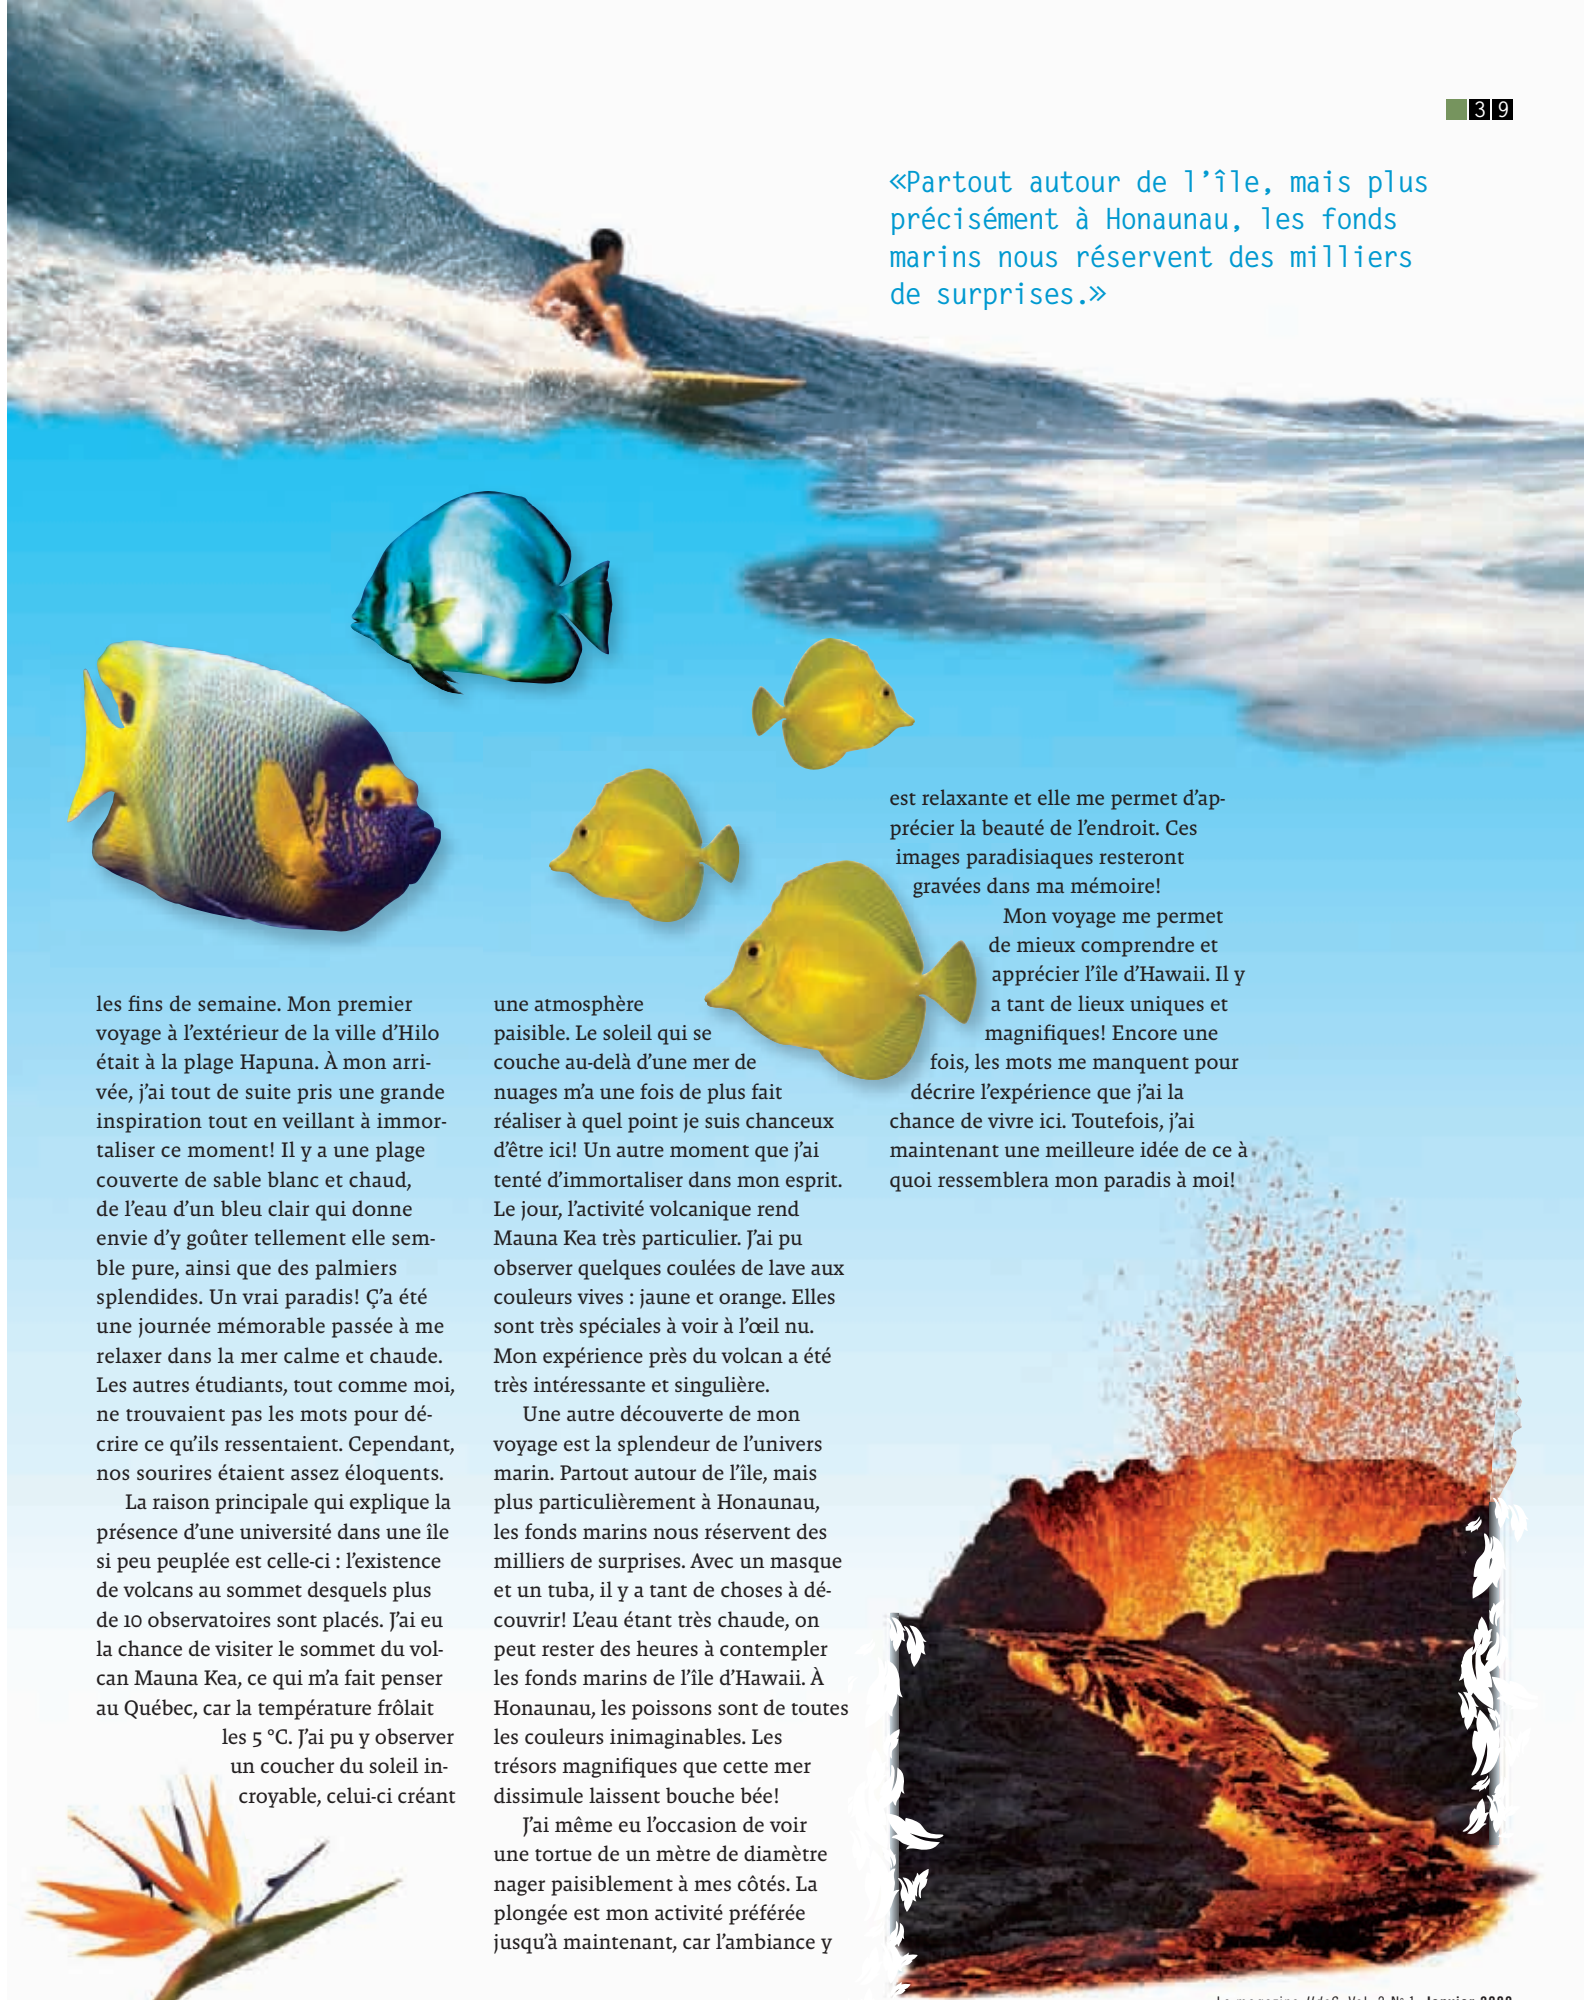 39
«Partout autour de l'île, mais plus
précisément à Honaunau, les fonds
marins nous réservent des milliers
de surprises.»
les fins de semaine. Mon premier
voyage à l'extérieur de la ville d'Hilo
était à la plage Hapuna. À mon arri-
vée, j'ai tout de suite pris une grande
inspiration tout en veillant à immor-
taliser ce moment! Il y a une plage
couverte de sable blanc et chaud,
de l'eau d'un bleu clair qui donne
envie d'y goûter tellement elle sem-
ble pure, ainsi que des palmiers
splendides. Un vrai paradis! Ç'a été
une journée mémorable passée à me
relaxer dans la mer calme et chaude.
Les autres étudiants, tout comme moi,
ne trouvaient pas les mots pour dé-
crire ce qu'ils ressentaient. Cependant,
nos sourires étaient assez éloquents.
La raison principale qui explique la
présence d'une université dans une île
si peu peuplée est celle-ci : l'existence
de volcans au sommet desquels plus
de 10 observatoires sont placés. J'ai eu
la chance de visiter le sommet du vol-
can Mauna Kea, ce qui m'a fait penser
au Québec, car la température frôlait
les 5 °C. J'ai pu y observer
un coucher du soleil in-
croyable, celui-ci créant
une atmosphère
paisible. Le soleil qui se
couche au-delà d'une mer de
nuages m'a une fois de plus fait
réaliser à quel point je suis chanceux
d'être ici! Un autre moment que j'ai
tenté d'immortaliser dans mon esprit.
Le jour, l'activité volcanique rend
Mauna Kea très particulier. J'ai pu
observer quelques coulées de lave aux
couleurs vives : jaune et orange. Elles
sont très spéciales à voir à l'œil nu.
Mon expérience près du volcan a été
très intéressante et singulière.
Une autre découverte de mon
voyage est la splendeur de l'univers
marin. Partout autour de l'île, mais
plus particulièrement à Honaunau,
les fonds marins nous réservent des
milliers de surprises. Avec un masque
et un tuba, il y a tant de choses à dé-
couvrir! L'eau étant très chaude, on
peut rester des heures à contempler
les fonds marins de l'île d'Hawaii. À
Honaunau, les poissons sont de toutes
les couleurs inimaginables. Les
trésors magnifiques que cette mer
dissimule laissent bouche bée!
J'ai même eu l'occasion de voir
une tortue de un mètre de diamètre
nager paisiblement à mes côtés. La
plongée est mon activité préférée
jusqu'à maintenant, car l'ambiance y
est relaxante et elle me permet d'ap-
précier la beauté de l'endroit. Ces
images paradisiaques resteront
gravées dans ma mémoire!
Mon voyage me permet
de mieux comprendre et
apprécier l'île d'Hawaii. Il y
a tant de lieux uniques et
magnifiques! Encore une
fois, les mots me manquent pour
décrire l'expérience que j'ai la
chance de vivre ici. Toutefois, j'ai
maintenant une meilleure idée de ce à
quoi ressemblera mon paradis à moi!